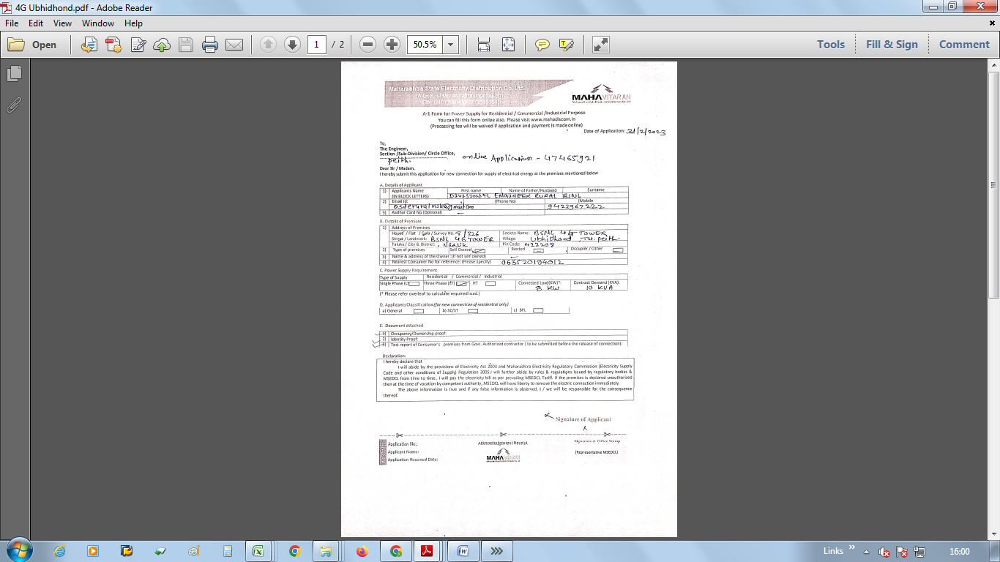 4G Ubhidhond.pdf - Adobe Reader
File Edit View Window Help
Open 1 / 2 50.5% Tools Fill & Sign Comment
Maharashtra State Electricity Distribution Co. Ltd.
MAHAVITARAN
A-1 Form for Power Supply for Residential / Commercial /Industrial Purpose
You can fill this form online also. Please visit www.mahadiscom.in
(Processing fee will be waived if application and payment is made online)
Date of Application: 21/2/2023
To,
The Engineer,
Section /Sub-Division/ Circle Office,
Peith. online Application - 47465921
Dear Sir / Madam,
I hereby submit this application for new connection for supply of electrical energy at the premises mentioned below
A. Details of Applicant
1) Applicants Name First name Name of Father/Husband Surname
(IN BLOCK LETTERS) DIVISIONAL ENGINEER RURAL BSNL
2) Email Id: (Phone No) (Mobile
9423967222
3) Aadhar Card No.(Optional) —
B. Details of Premises
1) Address of Premises
House / Flat / Gala / Survey No. 8/326 Society Name: BSNL 4G TOWER
Street / Landmark: BSNL 4G TOWER Village: Ubhidhond, Tal. peith.
Taluka / City & District: , Nasik Pin Code: 422208
2) Type of premises Self Owned Rented Occupier / Other
3) Name & address of the Owner :(If not self owned) —
4) Nearest Consumer No for reference: (Please Specify) 063520194012
C. Power Supply Requirement
Type of Supply Residential / Commercial / Industrial
Single Phase (LT) Three Phase (LT) HT Connected Load(KW)*: Contract Demand (KVA):
8 KW 10 KVA
(* Please refer overleaf to calculate required load.)
D. Applicants Classification (for new connection of residential only)
a) General b) SC/ST c) BPL
E. Document attached
1) Occupancy/Ownership proof:
2) Identity Proof:
3) Test report of Consumer's premises from Govt. Authorized contractor ( to be submitted before the release of connection):
Declaration:
I hereby declare that
I will abide by the provisions of Electricity Act 2003 and Maharashtra Electricity Regulatory Commission (Electricity Supply
Code and other conditions of Supply) Regulation 2005.I will further abide by rules & regulations issued by regulatory bodies &
MSEDCL from time to time.. I will pay the electricity bill as per prevailing MSEDCL Tariff. If the premises is declared unauthorized
then at the time of vacation by competent authority, MSEDCL will have liberty to remove the electric connection immediately.
The above information is true and if any false information is observed, I / we will be responsible for the consequence
thereof.
Signature of Applicant
Application No.: Acknowledgement Receipt Signature & Office Stamp
Applicant Name: MAHAVITARAN (Representative MSEDCL)
Application Received Date:
Links 16:00